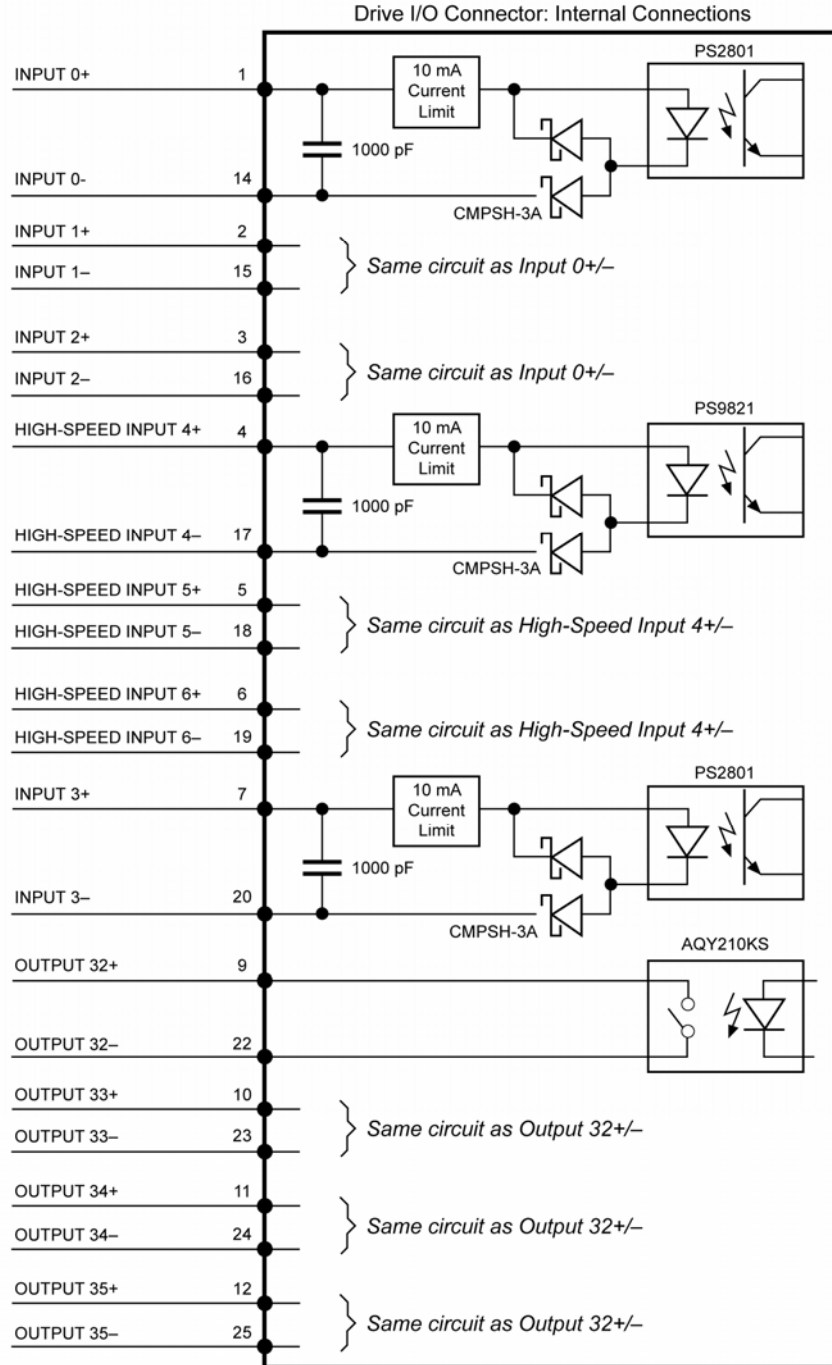 Drive I/O Connector: Internal Connections
PS2801
INPUT 0+ 1
10 mA
Current
Limit
1000 pF
INPUT 0- 14
CMPSH-3A
INPUT 1+ 2
Same circuit as Input 0+/–
INPUT 1– 15
INPUT 2+ 3
Same circuit as Input 0+/–
INPUT 2– 16
PS9821
HIGH-SPEED INPUT 4+ 4
10 mA
Current
Limit
1000 pF
HIGH-SPEED INPUT 4– 17
CMPSH-3A
HIGH-SPEED INPUT 5+ 5
Same circuit as High-Speed Input 4+/–
HIGH-SPEED INPUT 5– 18
HIGH-SPEED INPUT 6+ 6
Same circuit as High-Speed Input 4+/–
HIGH-SPEED INPUT 6– 19
PS2801
INPUT 3+ 7
10 mA
Current
Limit
1000 pF
INPUT 3– 20
CMPSH-3A
AQY210KS
OUTPUT 32+ 9
OUTPUT 32– 22
OUTPUT 33+ 10
Same circuit as Output 32+/–
OUTPUT 33– 23
OUTPUT 34+ 11
Same circuit as Output 32+/–
OUTPUT 34– 24
OUTPUT 35+ 12
Same circuit as Output 32+/–
OUTPUT 35– 25